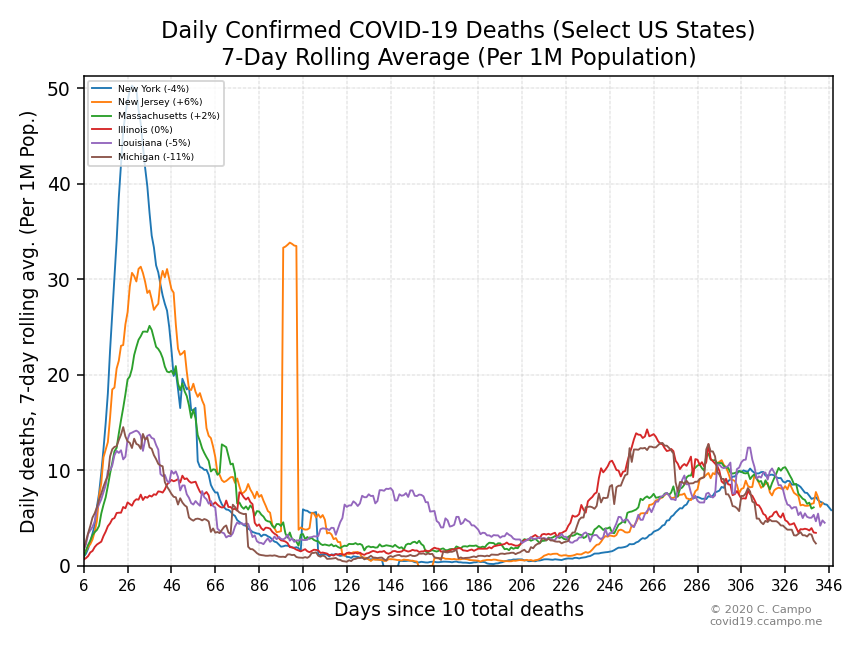 Daily Confirmed COVID-19 Deaths (Select US States)
7-Day Rolling Average (Per 1M Population)
Daily deaths, 7-day rolling avg. (Per 1M Pop.)
50
40
30
20
10
0
New York (-4%)
New Jersey (+6%)
Massachusetts (+2%)
Illinois (0%)
Louisiana (-5%)
Michigan (-11%)
6 26 46 66 86 106 126 146 166 186 206 226 246 266 286 306 326 346
Days since 10 total deaths
© 2020 C. Campo
covid19.ccampo.me